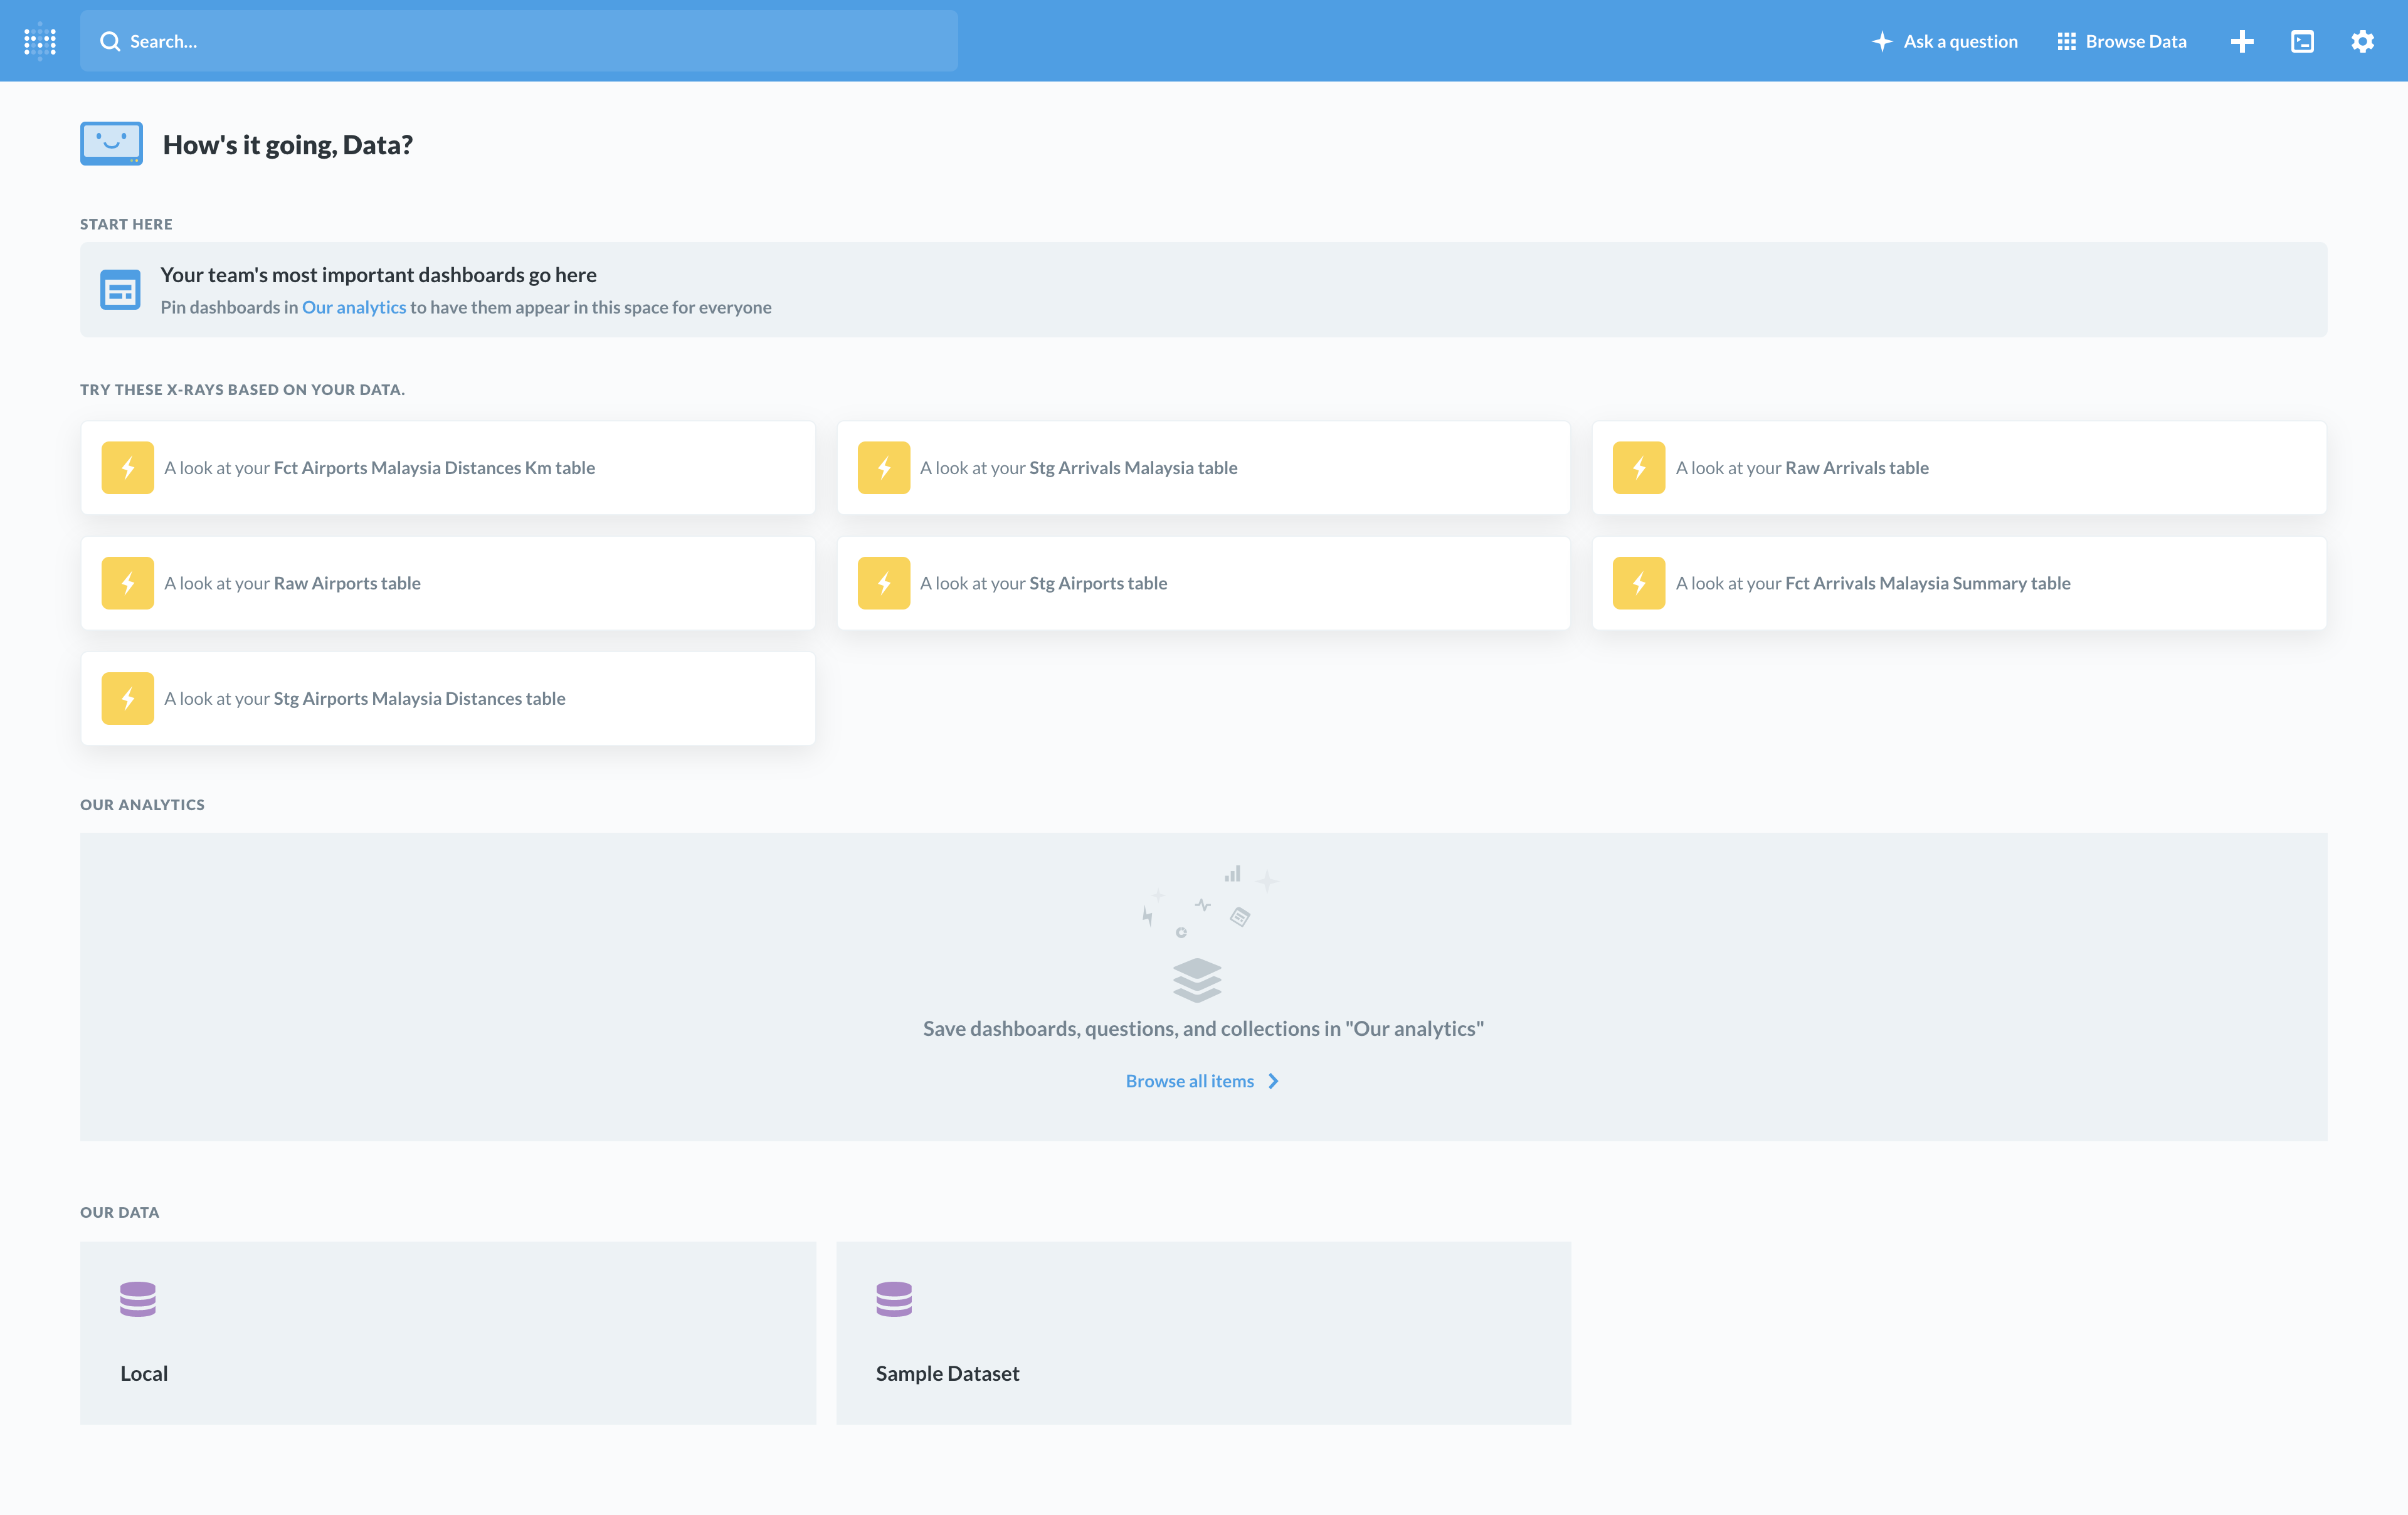 Search...
Ask a question
Browse Data
How's it going, Data?
START HERE
Your team's most important dashboards go here
Pin dashboards in Our analytics to have them appear in this space for everyone
TRY THESE X-RAYS BASED ON YOUR DATA.
A look at your Fct Airports Malaysia Distances Km table
A look at your Stg Arrivals Malaysia table
A look at your Raw Arrivals table
A look at your Raw Airports table
A look at your Stg Airports table
A look at your Fct Arrivals Malaysia Summary table
A look at your Stg Airports Malaysia Distances table
OUR ANALYTICS
Save dashboards, questions, and collections in "Our analytics"
Browse all items
OUR DATA
Local
Sample Dataset